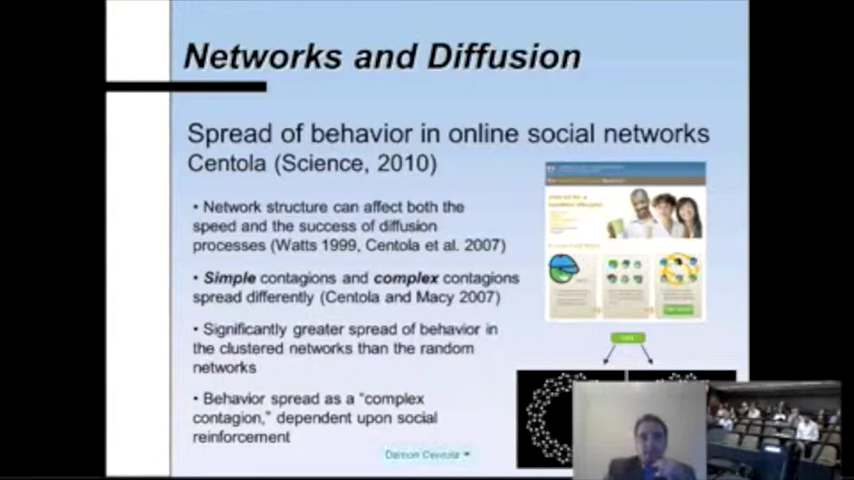 Networks and Diffusion
Spread of behavior in online social networks
Centola (Science, 2010)
• Network structure can affect both the
speed and the success of diffusion
processes (Watts 1999, Centola et al. 2007)
• Simple contagions and complex contagions
spread differently (Centola and Macy 2007)
• Significantly greater spread of behavior in
the clustered networks than the random
networks
• Behavior spread as a “complex
contagion,” dependent upon social
reinforcement
Damon Centola